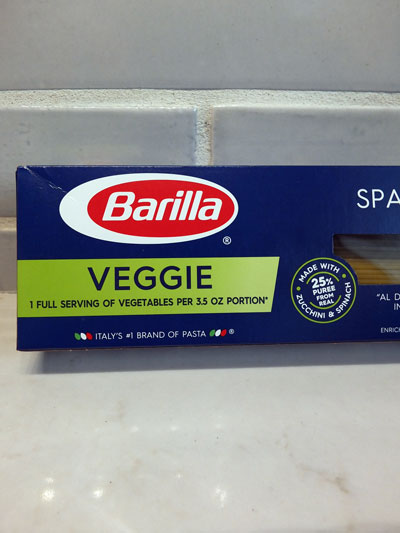 Barilla
®
VEGGIE
1 FULL SERVING OF VEGETABLES PER 3.5 OZ PORTION*
ITALY'S #1 BRAND OF PASTA ®
MADE WITH
25%
PUREE
FROM
REAL
ZUCCHINI & SPINACH
SPA
"AL D
IN
ENRIC